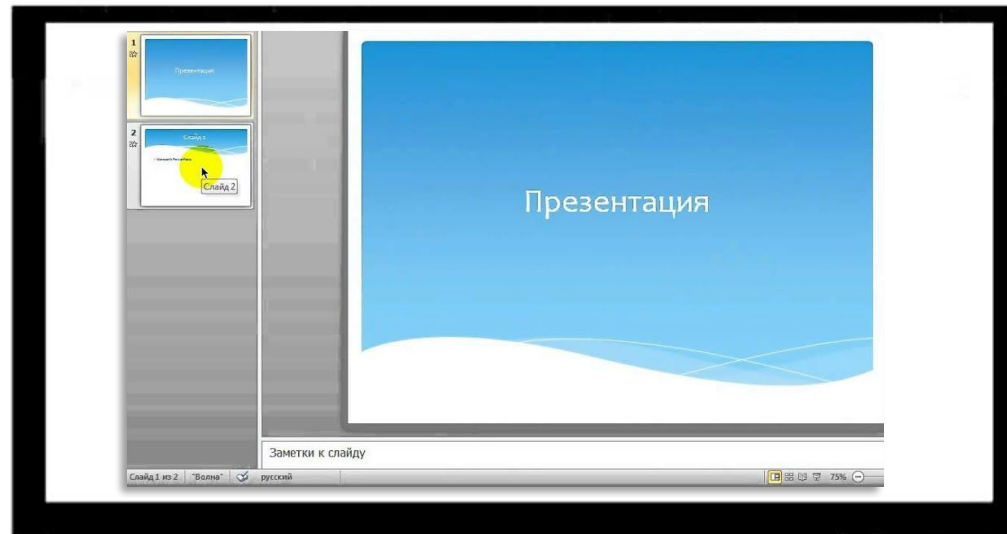 1
Презентация
2
Слайд 2
Слайд 2
Презентация
Заметки к слайду
Слайд 1 из 2 "Волна" русский 75%